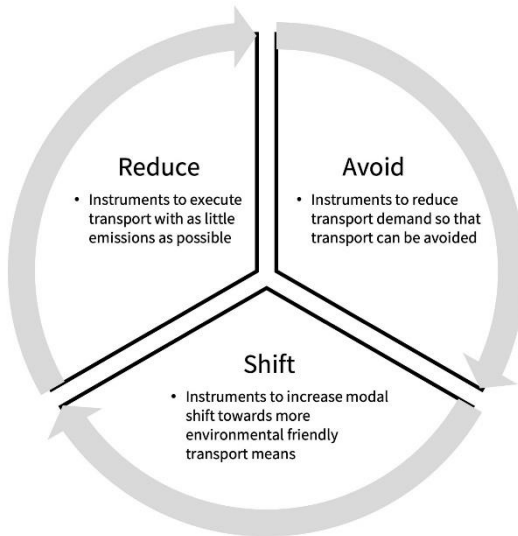 Reduce
• Instruments to execute
transport with as little
emissions as possible
Avoid
• Instruments to reduce
transport demand so that
transport can be avoided
Shift
• Instruments to increase modal
shift towards more
environmental friendly
transport means